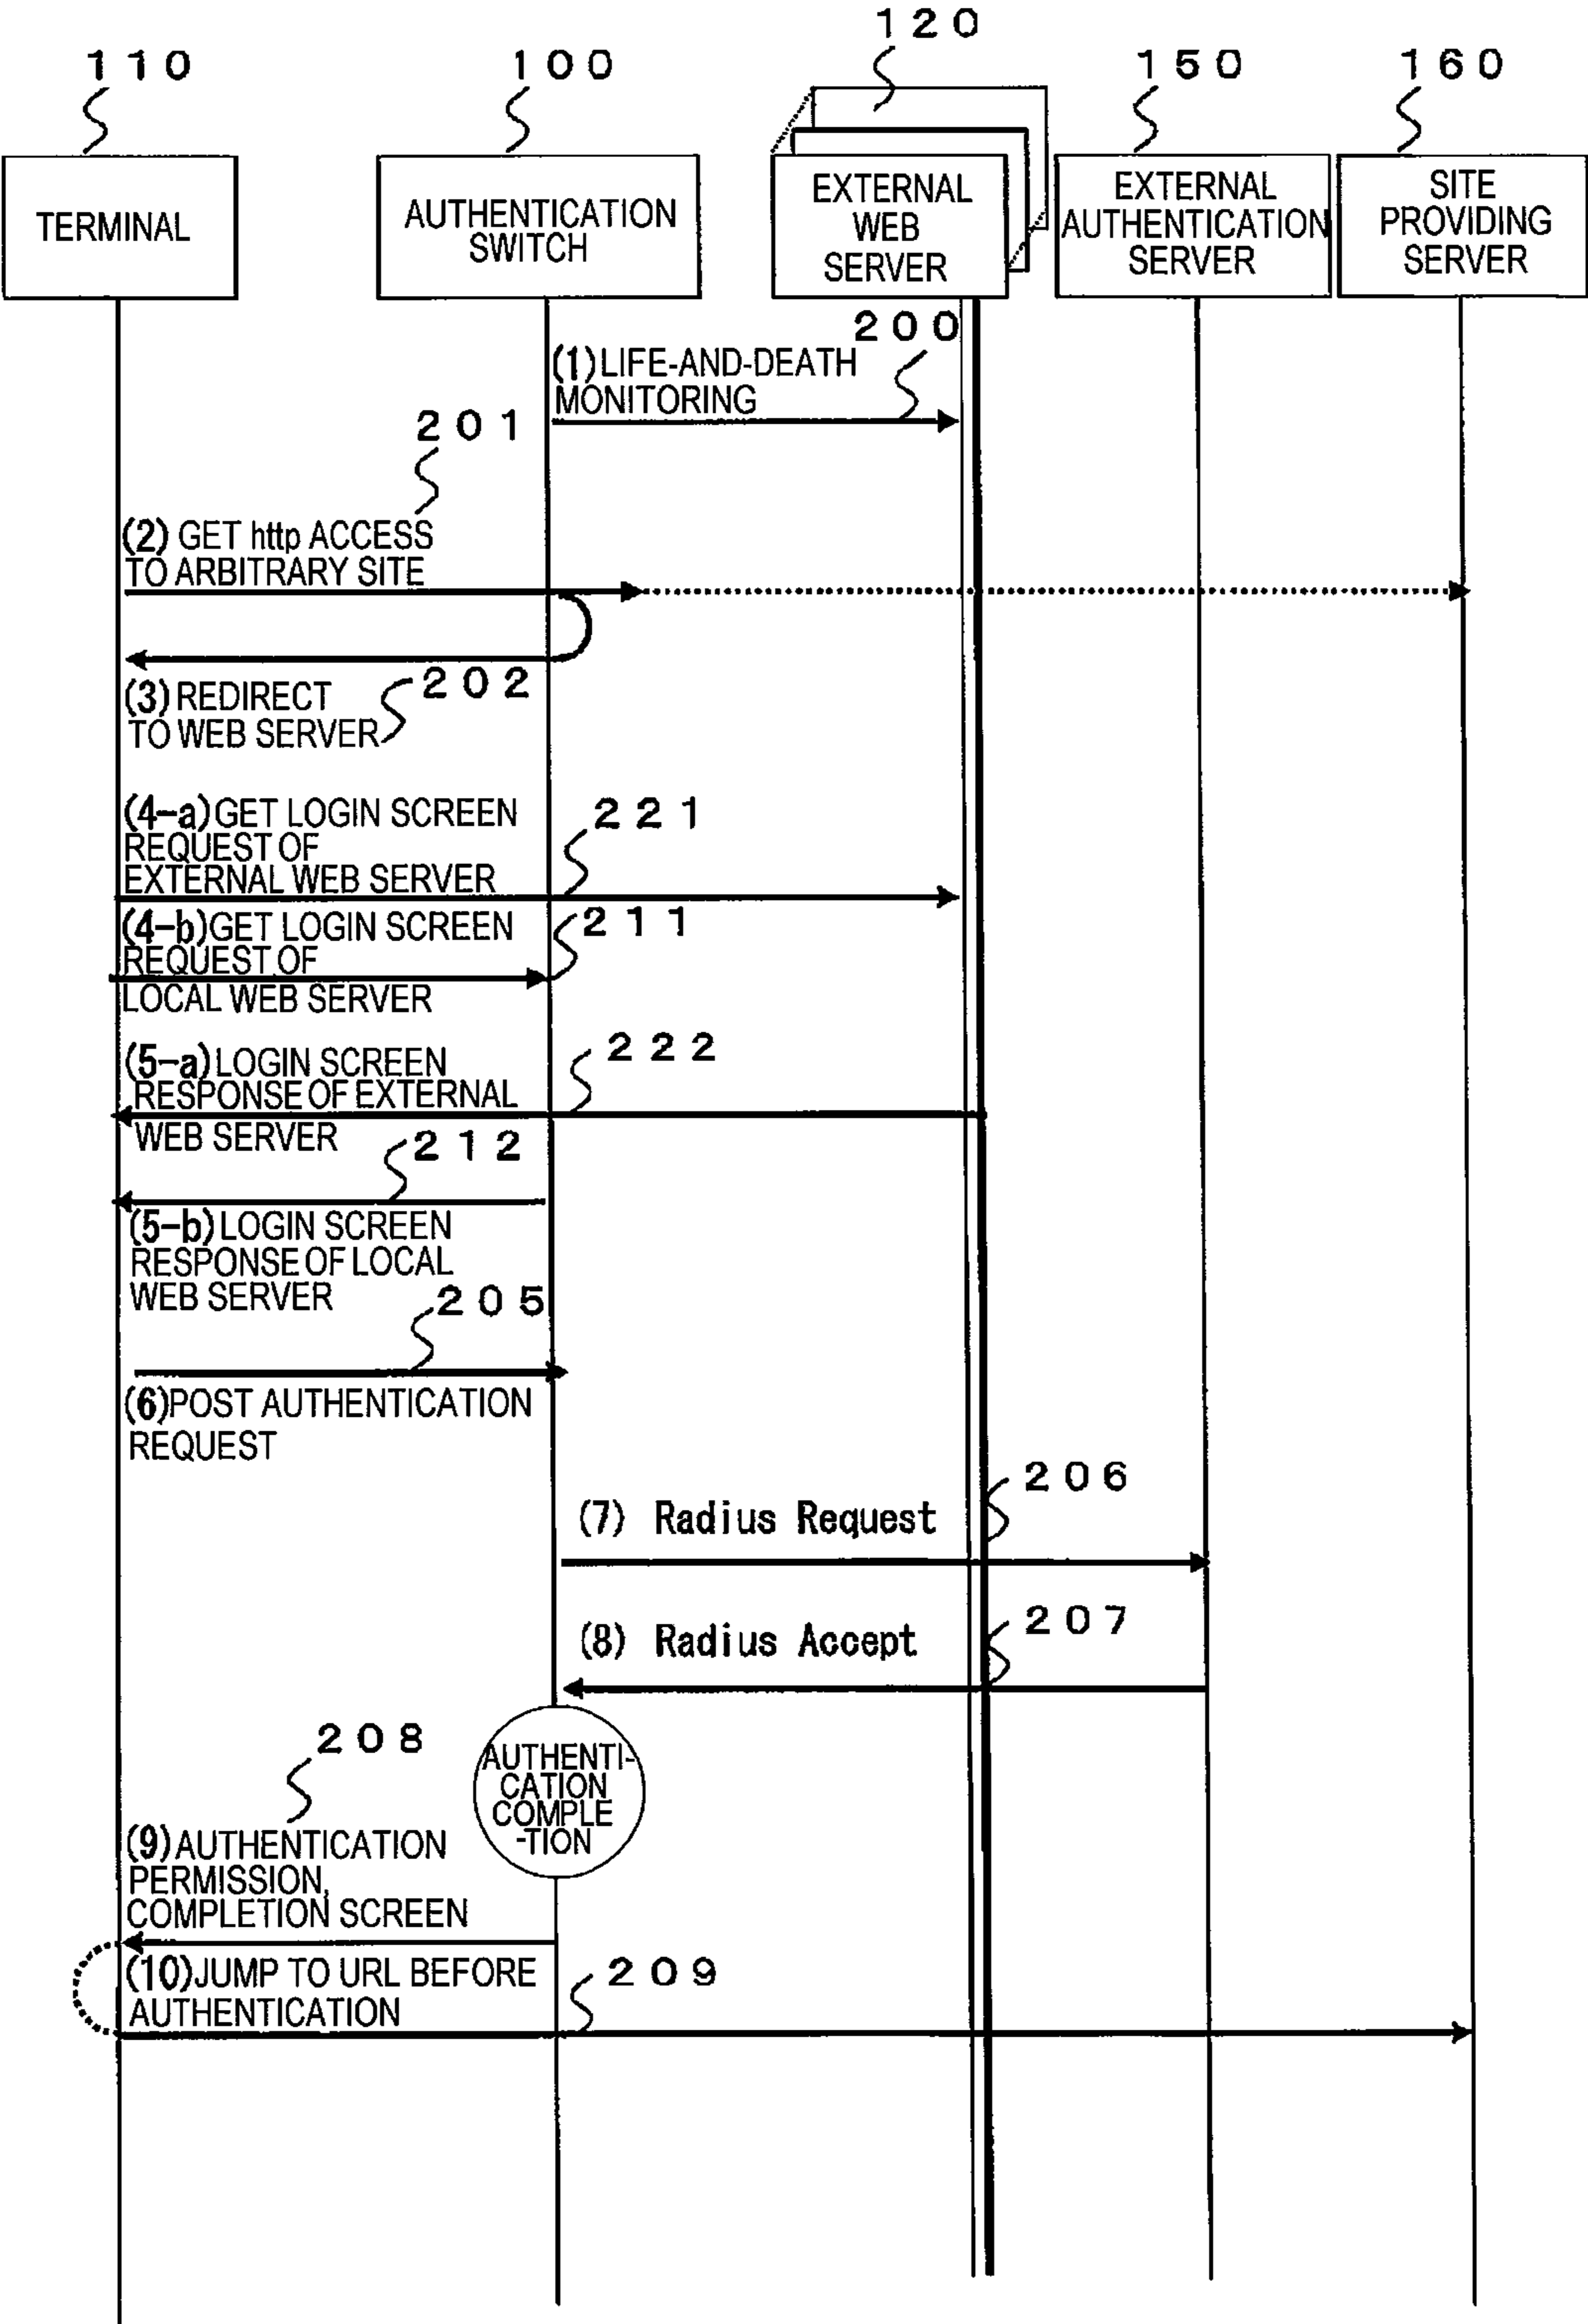 120
110
100
150
160
TERMINAL
AUTHENTICATION
SWITCH
EXTERNAL
WEB
SERVER
EXTERNAL
AUTHENTICATION
SERVER
SITE
PROVIDING
SERVER
200
(1)LIFE-AND-DEATH
MONITORING
201
(2) GET http ACCESS
TO ARBITRARY SITE
202
(3)REDIRECT
TO WEB SERVER
(4-a)GET LOGIN SCREEN
REQUEST OF
EXTERNAL WEB SERVER
221
(4-b)GET LOGIN SCREEN
REQUEST OF
LOCAL WEB SERVER
211
(5-a)LOGIN SCREEN
RESPONSE OF EXTERNAL
WEB SERVER
222
212
(5-b)LOGIN SCREEN
RESPONSE OF LOCAL
WEB SERVER
205
(6)POST AUTHENTICATION
REQUEST
206
(7) Radius Request
207
(8) Radius Accept
AUTHENTI-
CATION
COMPLE
-TION
208
(9)AUTHENTICATION
PERMISSION,
COMPLETION SCREEN
(10)JUMP TO URL BEFORE
AUTHENTICATION
209